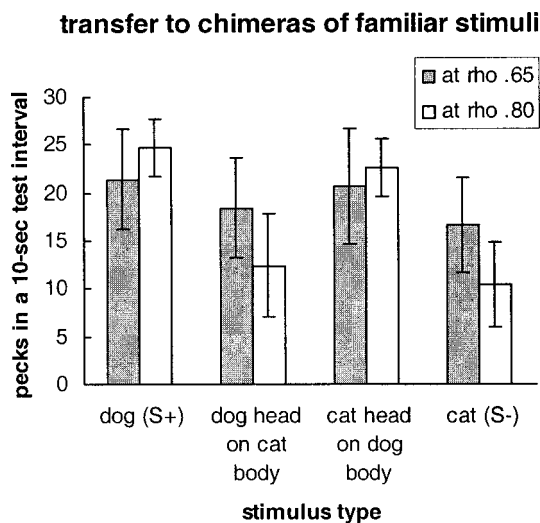 transfer to chimeras of familiar stimuli
at rho .65
at rho .80
pecks in a 10-sec test interval
30
25
20
15
10
5
0
dog (S+)
dog head
on cat
body
cat head
on dog
body
cat (S-)
stimulus type